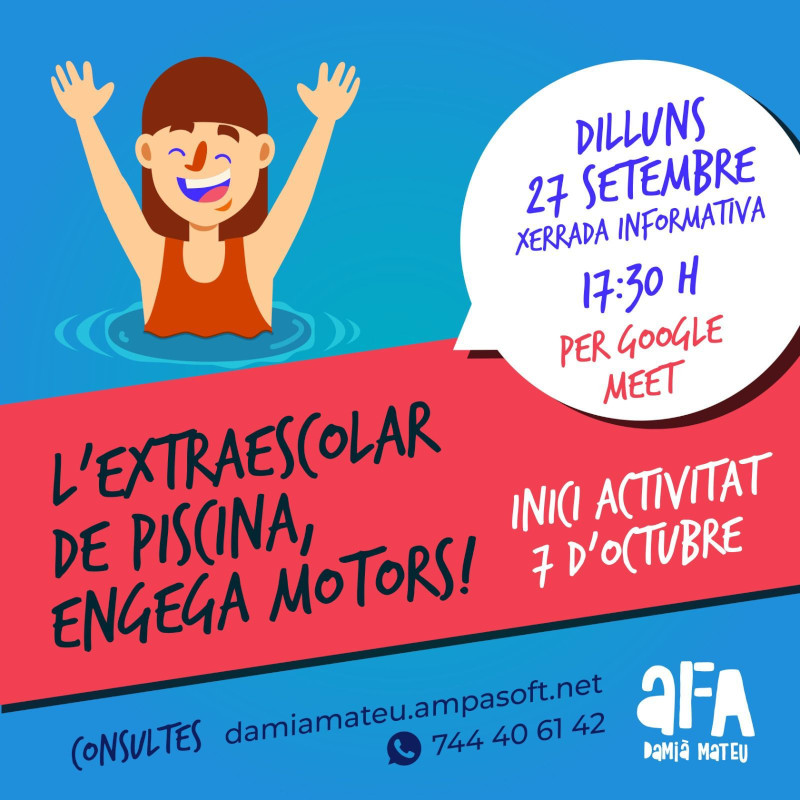 DILLUNS
27 SETEMBRE
XERRADA INFORMATIVA
17:30 H
PER GOOGLE
MEET
L'EXTRAESCOLAR
DE PISCINA,
ENGEGA MOTORS!
INICI ACTIVITAT
7 D'OCTUBRE
CONSULTES damiamateu.ampasoft.net
744 40 61 42
aFA
DAMIÀ MATEU